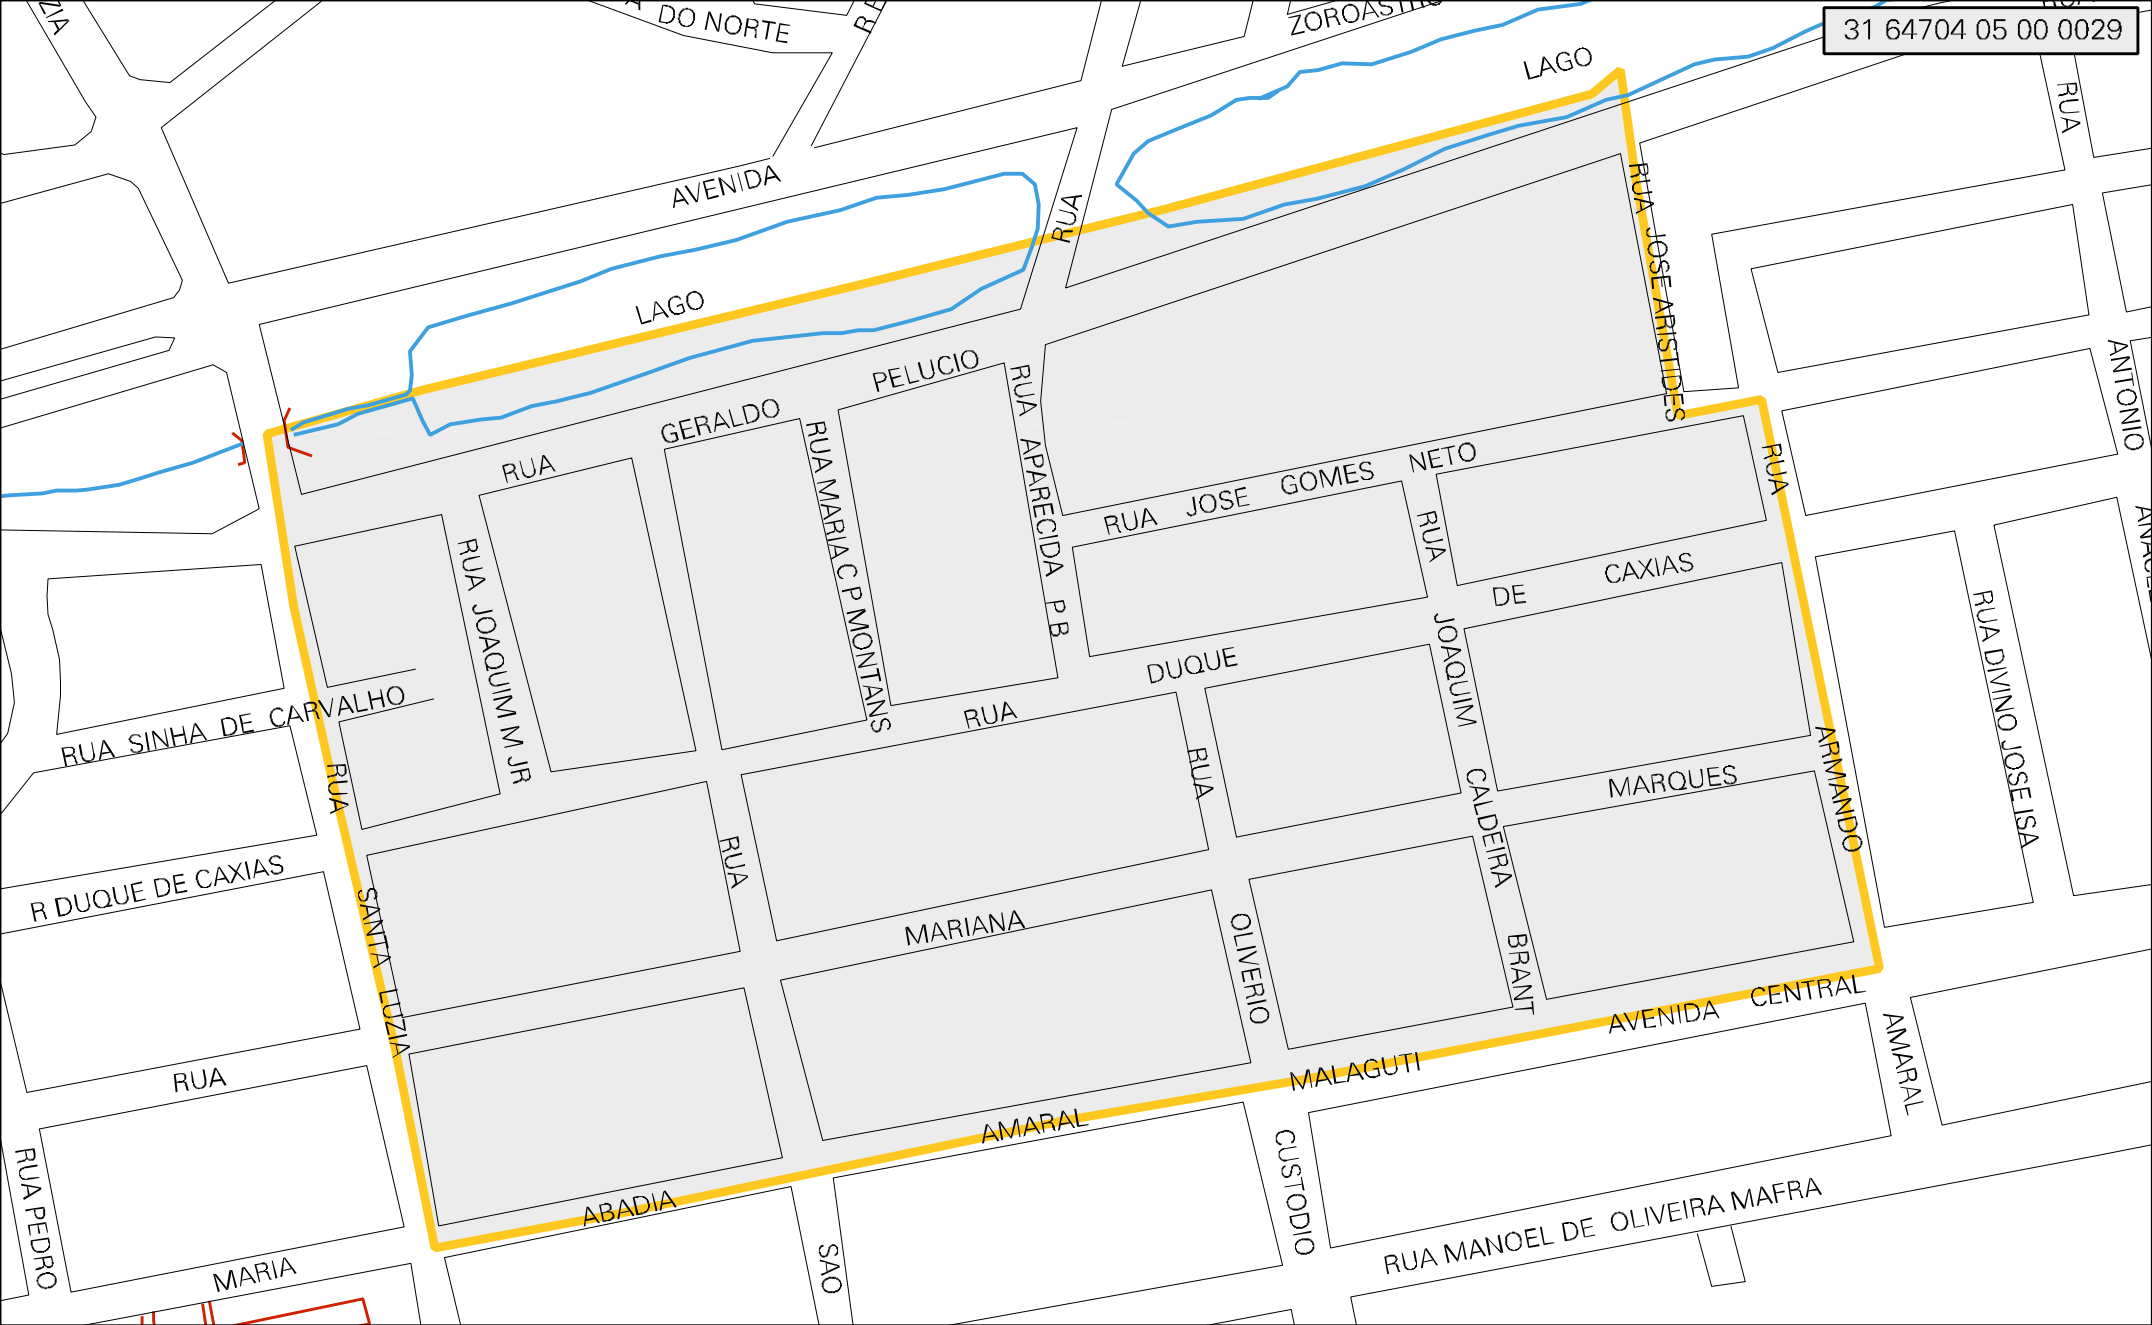 31 64704 05 00 0029
DO NORTE
LAGO
AVENIDA
RUA
RUA
LAGO
RUA JOSE ARISTIDES
RUA GERALDO PELUCIO
RUA APARECIDA P B
RUA MARIA C P MONTANS
RUA JOAQUIM M JR
RUA JOSE GOMES NETO
RUA DUQUE DE CAXIAS
RUA JOAQUIM CALDEIRA BRANT
RUA ARMANDO AMARAL
ANTONIO
RUA DIVINO JOSE ISA
RUA SINHA DE CARVALHO
RUA SANTA LUZIA
R DUQUE DE CAXIAS
RUA
RUA OLIVERIO CUSTODIO
RUA MARIANA MARQUES
SAO
AVENIDA CENTRAL
ABADIA AMARAL MALAGUTI
RUA PEDRO
MARIA
RUA MANOEL DE OLIVEIRA MAFRA